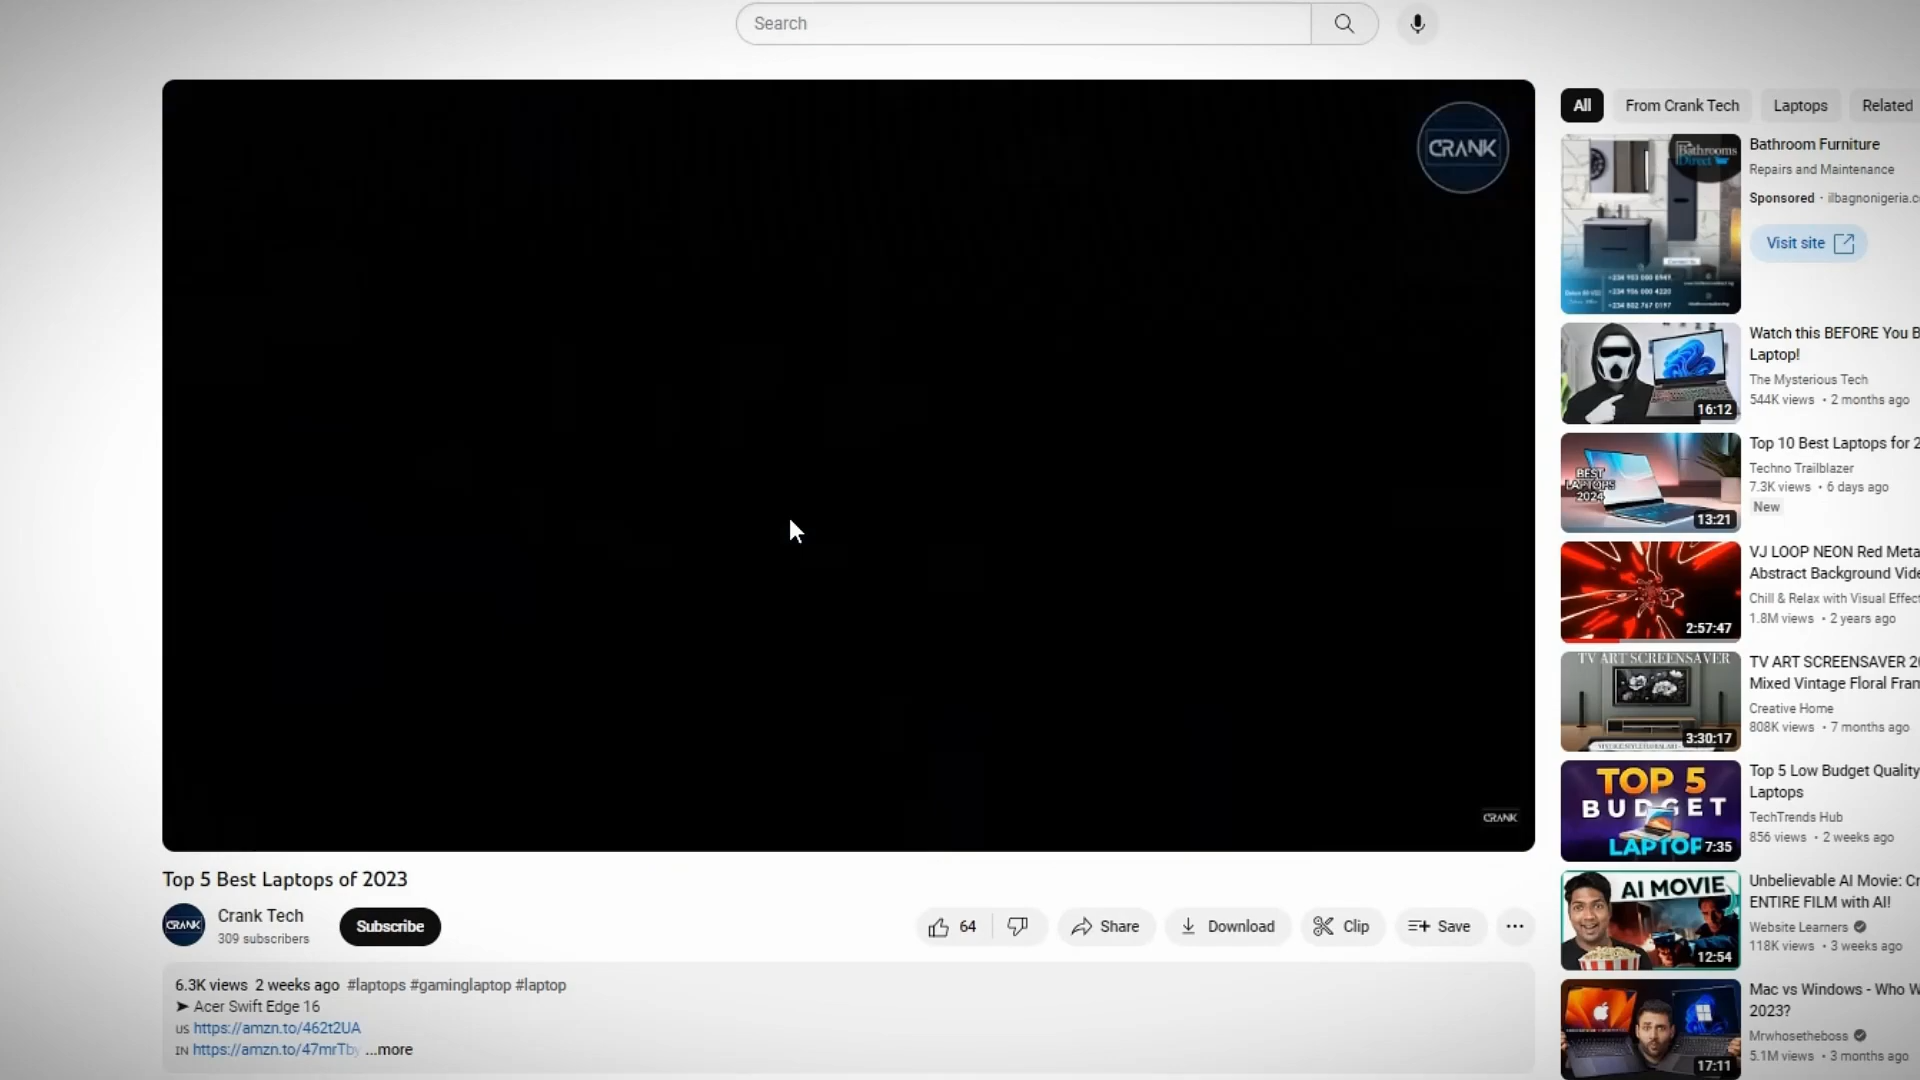 Search
CRANK
CRANK
Top 5 Best Laptops of 2023
CRANK
Crank Tech
309 subscribers
Subscribe
64
Share
Download
Clip
Save
6.3K views 2 weeks ago #laptops #gaminglaptop #laptop
➤ Acer Swift Edge 16
US https://amzn.to/462t2UA
IN https://amzn.to/47mrTby ...more
All
From Crank Tech
Laptops
Related
Bathrooms
Direct
Bathroom Furniture
Repairs and Maintenance
Sponsored · ilbagnonigeria.c
Visit site
Watch this BEFORE You B
Laptop!
The Mysterious Tech
544K views • 2 months ago
16:12
BEST
LAPTOPS
2024
13:21
Top 10 Best Laptops for 2
Techno Trailblazer
7.3K views • 6 days ago
New
2:57:47
VJ LOOP NEON Red Meta
Abstract Background Vide
Chill & Relax with Visual Effect
1.8M views • 2 years ago
TV ART SCREENSAVER
3:30:17
TV ART SCREENSAVER 20
Mixed Vintage Floral Fram
Creative Home
808K views • 7 months ago
TOP 5
BUDGET
LAPTOP
7:35
Top 5 Low Budget Quality
Laptops
TechTrends Hub
856 views • 2 weeks ago
AI MOVIE
12:54
Unbelievable AI Movie: Cr
ENTIRE FILM with AI!
Website Learners
118K views • 3 weeks ago
17:11
Mac vs Windows - Who W
2023?
Mrwhosetheboss
5.1M views • 3 months ago